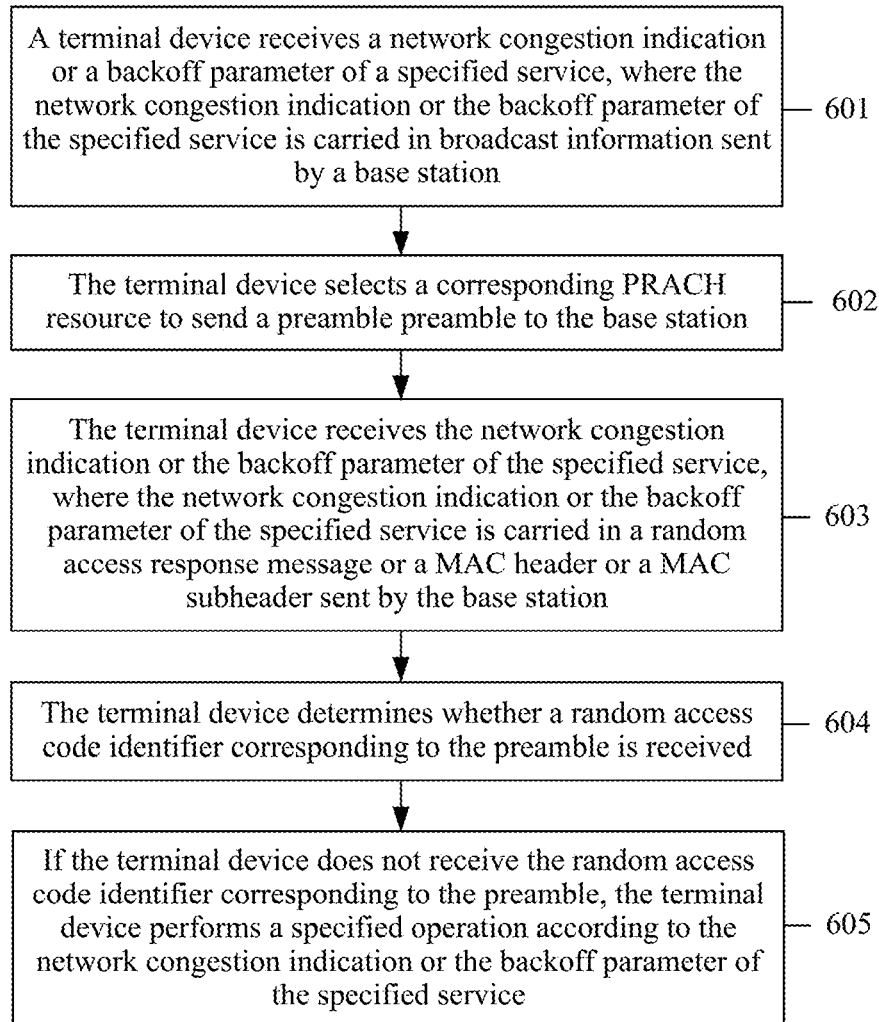 A terminal device receives a network congestion indication
or a backoff parameter of a specified service, where the
network congestion indication or the backoff parameter of
the specified service is carried in broadcast information sent
by a base station
601
The terminal device selects a corresponding PRACH
resource to send a preamble preamble to the base station
602
The terminal device receives the network congestion
indication or the backoff parameter of the specified service,
where the network congestion indication or the backoff
parameter of the specified service is carried in a random
access response message or a MAC header or a MAC
subheader sent by the base station
603
The terminal device determines whether a random access
code identifier corresponding to the preamble is received
604
If the terminal device does not receive the random access
code identifier corresponding to the preamble, the terminal
device performs a specified operation according to the
network congestion indication or the backoff parameter of
the specified service
605